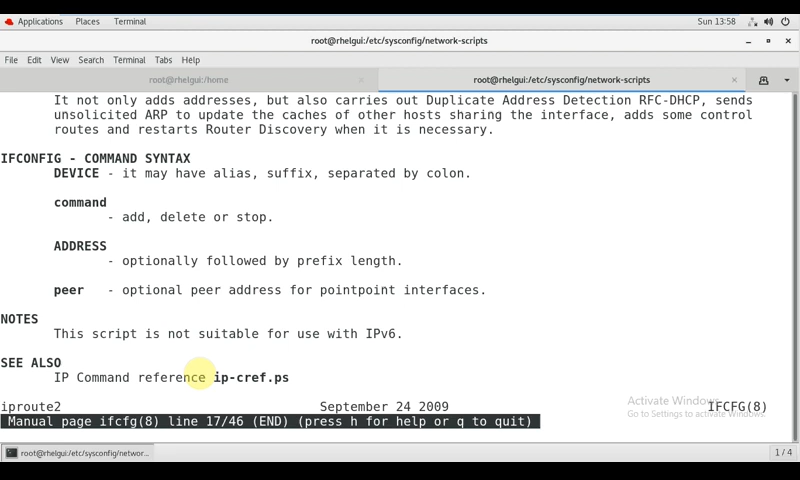 Applications Places Terminal Sun 13:58
root@rhelgui:/etc/sysconfig/network-scripts
File Edit View Search Terminal Tabs Help
root@rhelgui:/home root@rhelgui:/etc/sysconfig/network-scripts
It not only adds addresses, but also carries out Duplicate Address Detection RFC-DHCP, sends
unsolicited ARP to update the caches of other hosts sharing the interface, adds some control
routes and restarts Router Discovery when it is necessary.
IFCONFIG - COMMAND SYNTAX
DEVICE - it may have alias, suffix, separated by colon.
command
- add, delete or stop.
ADDRESS
- optionally followed by prefix length.
peer - optional peer address for pointpoint interfaces.
NOTES
This script is not suitable for use with IPv6.
SEE ALSO
IP Command reference ip-cref.ps
iproute2 September 24 2009 IFCFG(8)
Manual page ifcfg(8) line 17/46 (END) (press h for help or q to quit)
Activate Windows
Go to Settings to activate Windows.
root@rhelgui:/etc/sysconfig/networ... 1 / 4